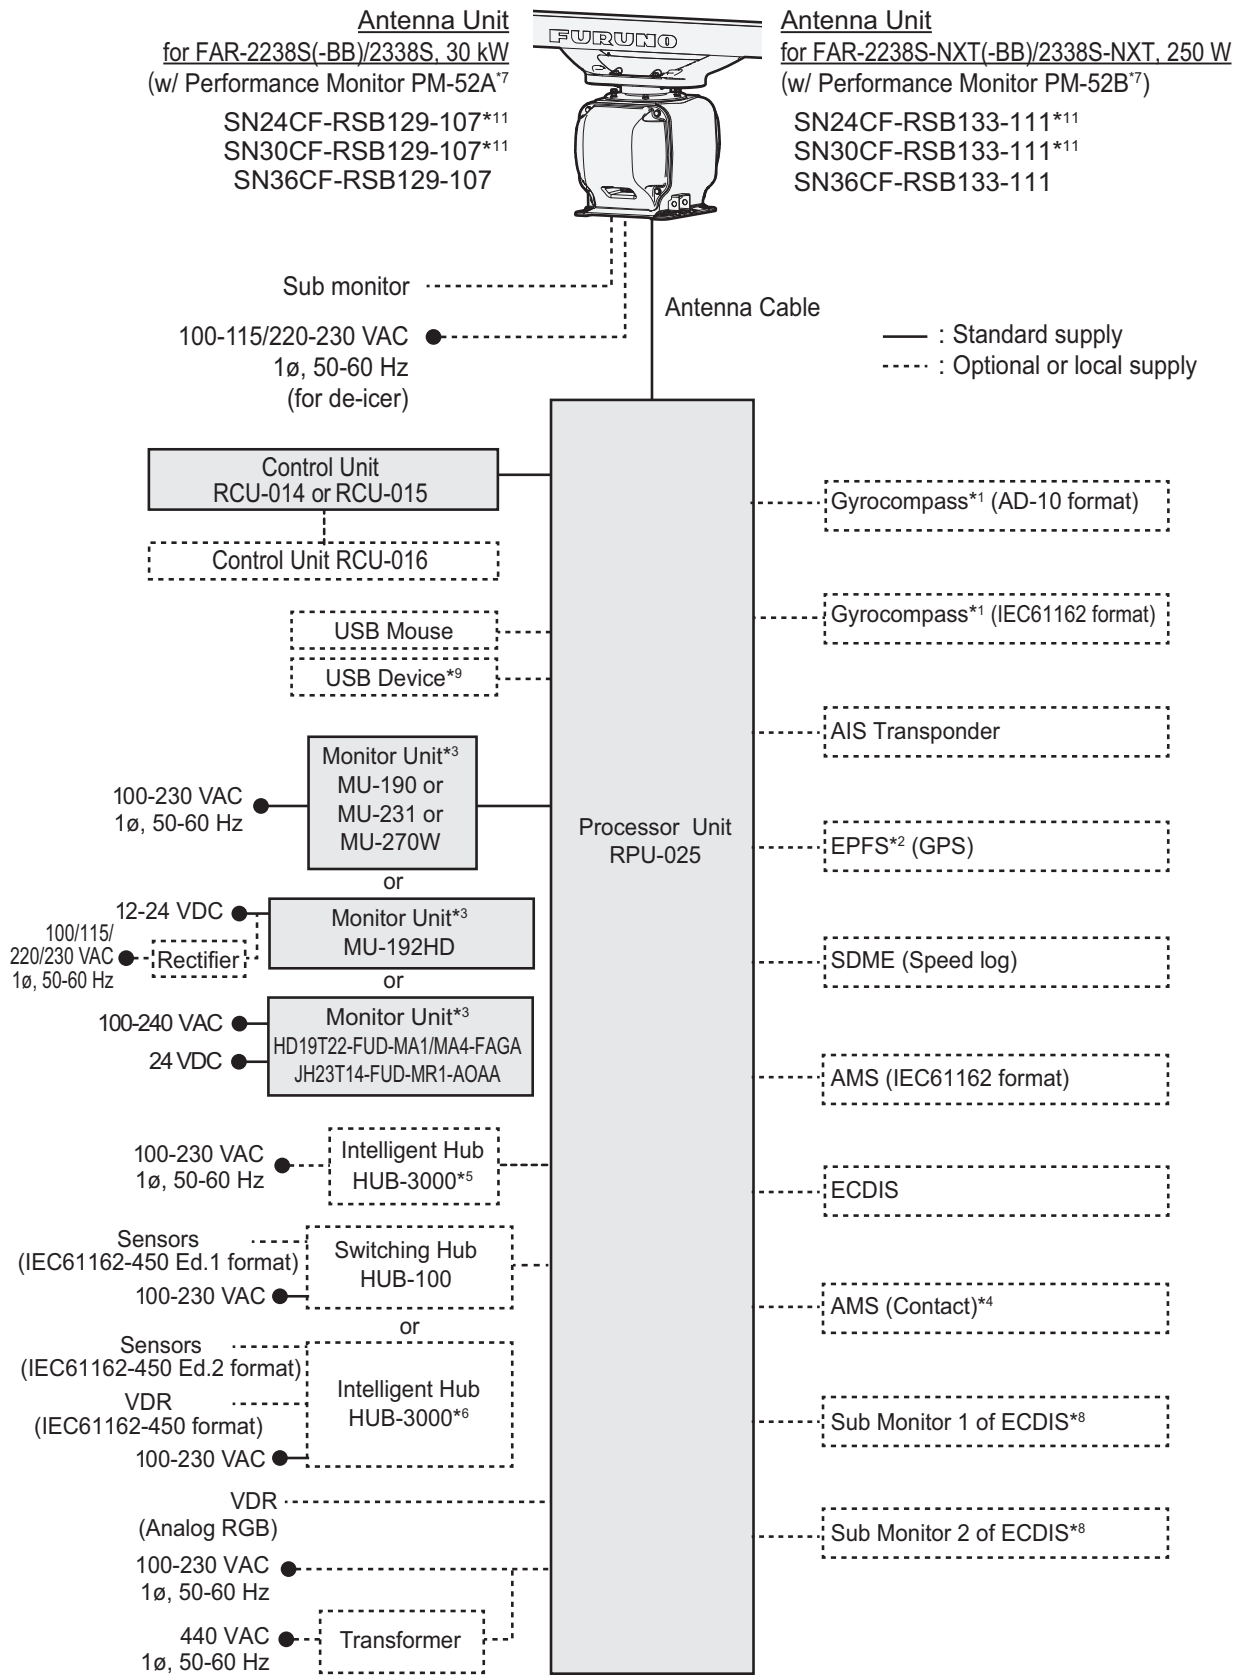 Antenna Unit
for FAR-2238S(-BB)/2338S, 30 kW
(w/ Performance Monitor PM-52A*7
SN24CF-RSB129-107*11
SN30CF-RSB129-107*11
SN36CF-RSB129-107
FURUNO
Antenna Unit
for FAR-2238S-NXT(-BB)/2338S-NXT, 250 W
(w/ Performance Monitor PM-52B*7)
SN24CF-RSB133-111*11
SN30CF-RSB133-111*11
SN36CF-RSB133-111
Sub monitor
100-115/220-230 VAC
1ø, 50-60 Hz
(for de-icer)
Antenna Cable
: Standard supply
: Optional or local supply
Control Unit
RCU-014 or RCU-015
Control Unit RCU-016
USB Mouse
USB Device*9
Monitor Unit*3
MU-190 or
MU-231 or
MU-270W
100-230 VAC
1ø, 50-60 Hz
or
12-24 VDC
100/115/
220/230 VAC
1ø, 50-60 Hz
Rectifier
Monitor Unit*3
MU-192HD
or
100-240 VAC
24 VDC
Monitor Unit*3
HD19T22-FUD-MA1/MA4-FAGA
JH23T14-FUD-MR1-AOAA
100-230 VAC
1ø, 50-60 Hz
Intelligent Hub
HUB-3000*5
Sensors
(IEC61162-450 Ed.1 format)
100-230 VAC
Switching Hub
HUB-100
or
Sensors
(IEC61162-450 Ed.2 format)
VDR
(IEC61162-450 format)
100-230 VAC
Intelligent Hub
HUB-3000*6
VDR
(Analog RGB)
100-230 VAC
1ø, 50-60 Hz
440 VAC
1ø, 50-60 Hz
Transformer
Processor Unit
RPU-025
Gyrocompass*1 (AD-10 format)
Gyrocompass*1 (IEC61162 format)
AIS Transponder
EPFS*2 (GPS)
SDME (Speed log)
AMS (IEC61162 format)
ECDIS
AMS (Contact)*4
Sub Monitor 1 of ECDIS*8
Sub Monitor 2 of ECDIS*8